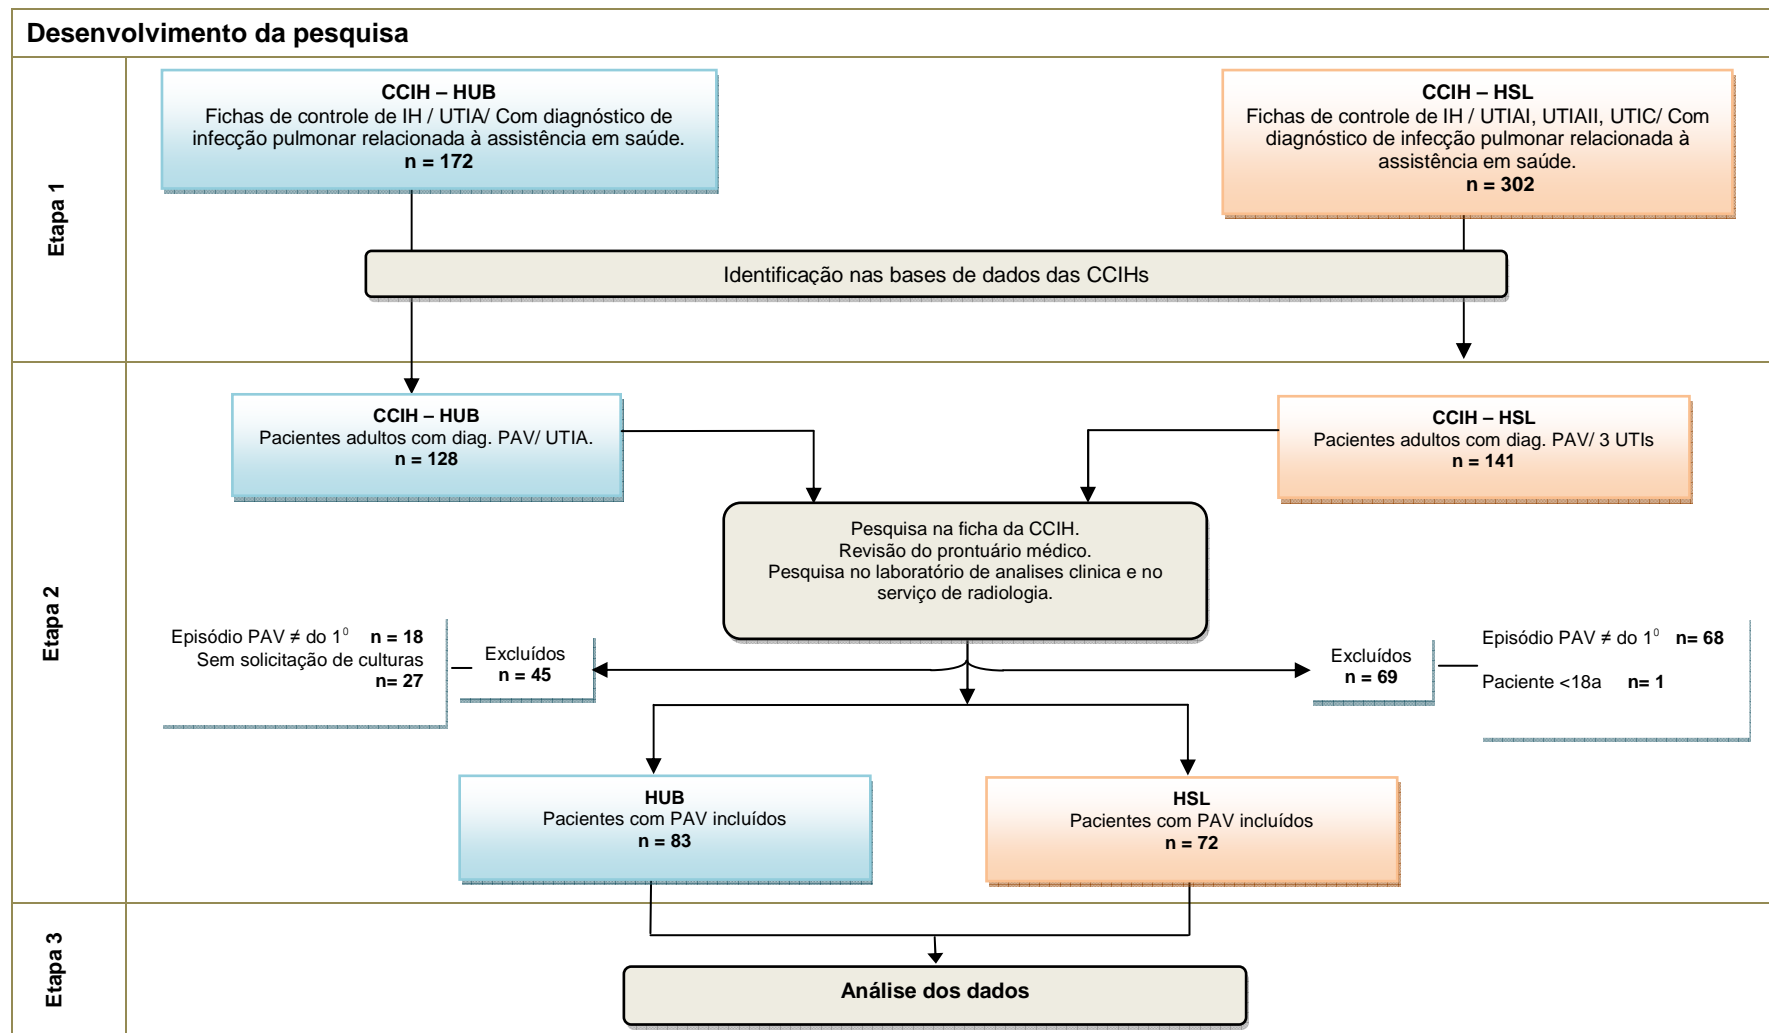 Desenvolvimento da pesquisa
Etapa 1
CCIH – HUB
Fichas de controle de IH / UTIA/ Com diagnóstico de
infecção pulmonar relacionada à assistência em saúde.
n = 172
CCIH – HSL
Fichas de controle de IH / UTIAI, UTIAII, UTIC/ Com
diagnóstico de infecção pulmonar relacionada à
assistência em saúde.
n = 302
Identificação nas bases de dados das CCIHs
Etapa 2
CCIH – HUB
Pacientes adultos com diag. PAV/ UTIA.
n = 128
CCIH – HSL
Pacientes adultos com diag. PAV/ 3 UTIs
n = 141
Pesquisa na ficha da CCIH.
Revisão do prontuário médico.
Pesquisa no laboratório de analises clinica e no
serviço de radiologia.
Episódio PAV ≠ do 1⁰ n = 18
Sem solicitação de culturas
n= 27
Excluídos
n = 45
Excluídos
n = 69
Episódio PAV ≠ do 1⁰ n= 68
Paciente <18a n= 1
HUB
Pacientes com PAV incluídos
n = 83
HSL
Pacientes com PAV incluídos
n = 72
Etapa 3
Análise dos dados